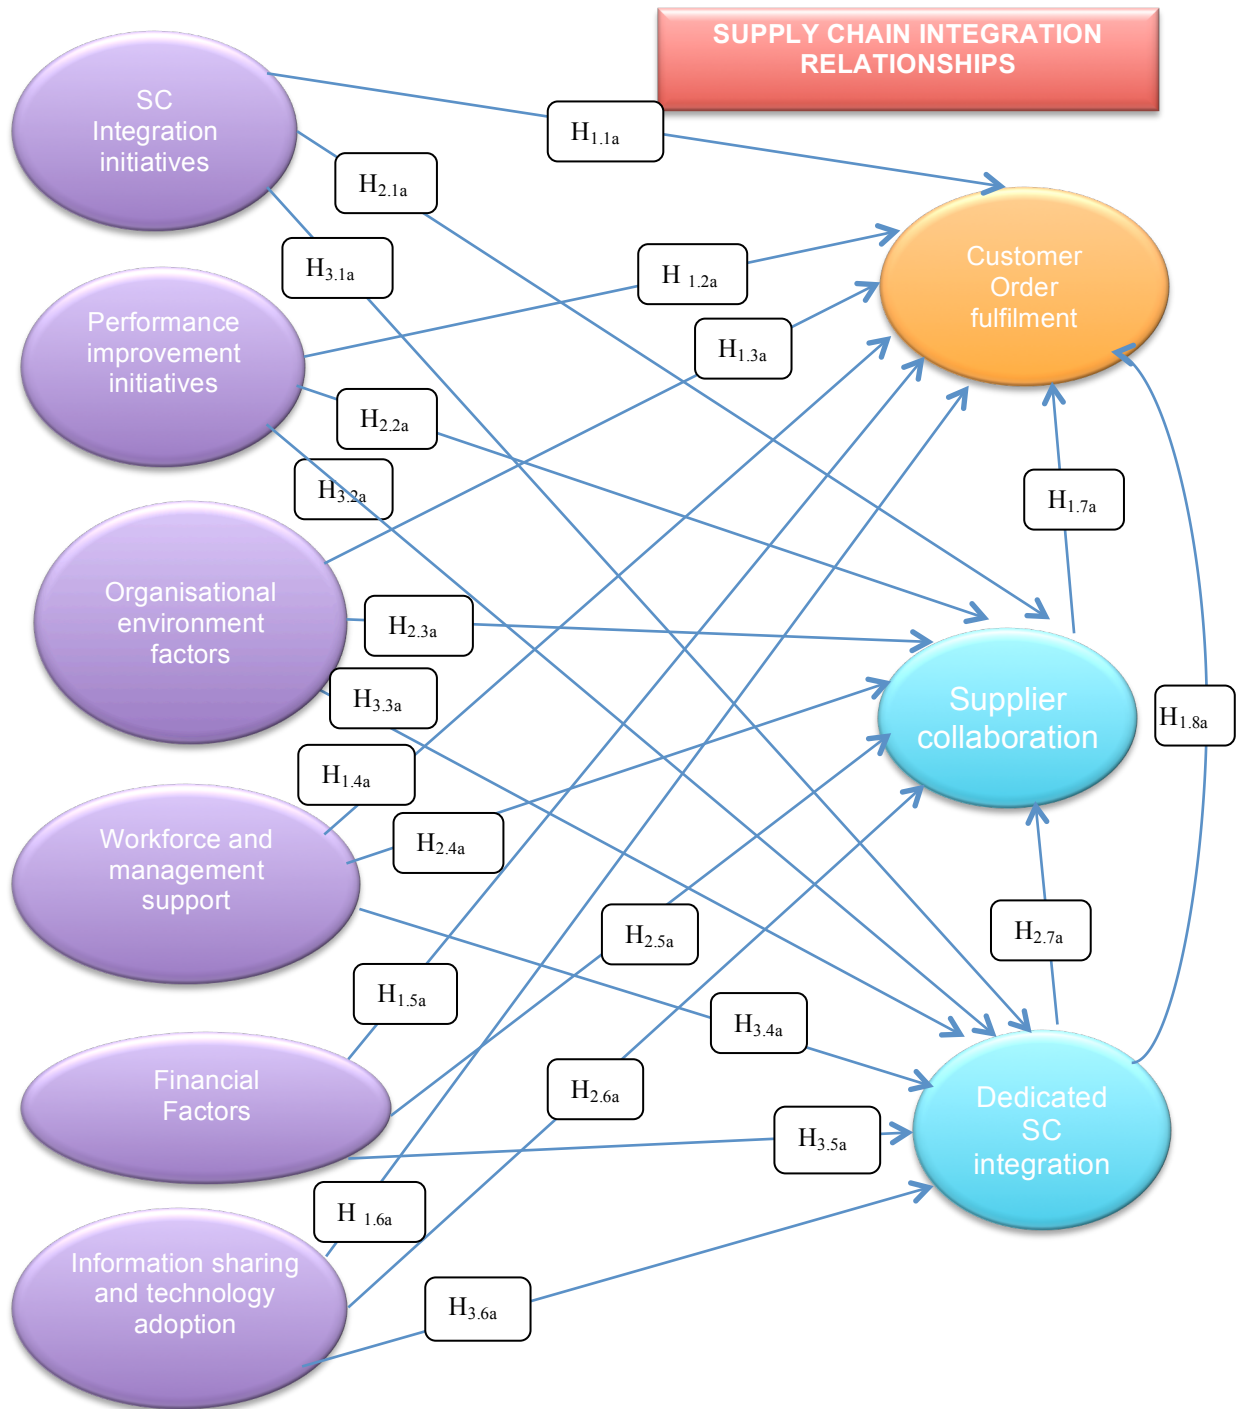 SUPPLY CHAIN INTEGRATION
RELATIONSHIPS
SC
Integration
initiatives
H1.1a
H2.1a
H3.1a
Customer
Order
fulfilment
H 1.2a
Performance
improvement
initiatives
H1.3a
H2.2a
H3.2a
H1.7a
Organisational
environment
factors
H2.3a
H3.3a
Supplier
collaboration
H1.8a
H1.4a
Workforce and
management
support
H2.4a
H2.5a
H2.7a
H1.5a
H3.4a
Financial
Factors
H2.6a
Dedicated
SC
integration
H3.5a
H 1.6a
Information sharing
and technology
adoption
H3.6a